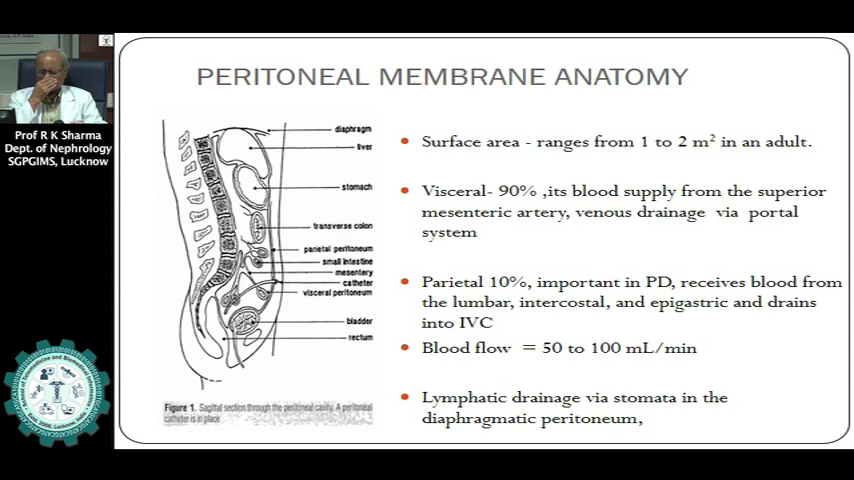 PERITONEAL MEMBRANE ANATOMY
Prof R K Sharma
Dept. of Nephrology
SGPGIMS, Lucknow
diaphragm
liver
stomach
transverse colon
parietal peritoneum
small intestine
mesentery
catheter
visceral peritoneum
bladder
rectum
Figure 1. Sagittal section through the peritoneal cavity. A peritoneal
catheter is in place.
• Surface area - ranges from 1 to 2 m² in an adult.
• Visceral- 90% ,its blood supply from the superior
mesenteric artery, venous drainage via portal
system
• Parietal 10%, important in PD, receives blood from
the lumbar, intercostal, and epigastric and drains
into IVC
• Blood flow = 50 to 100 mL/min
• Lymphatic drainage via stomata in the
diaphragmatic peritoneum,